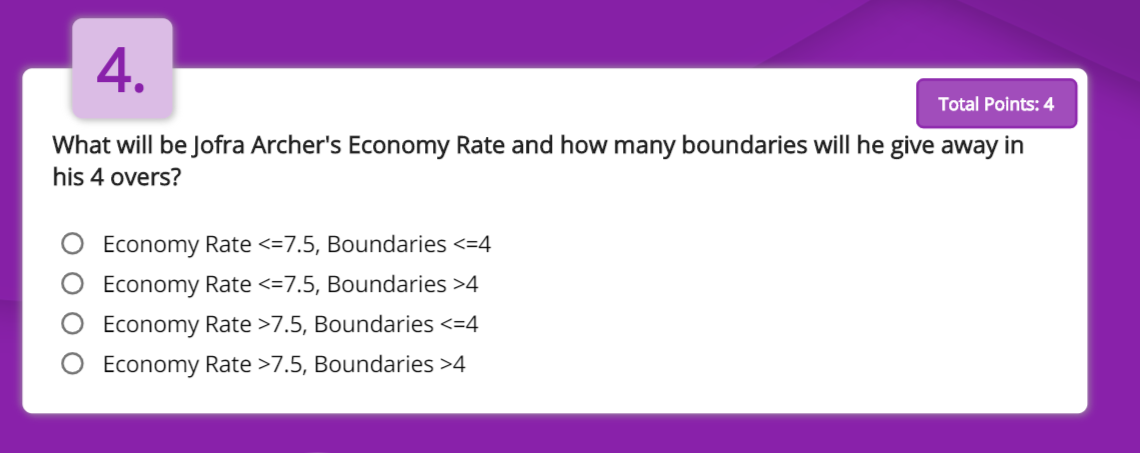 4.
Total Points: 4
What will be Jofra Archer's Economy Rate and how many boundaries will he give away in
his 4 overs?
Economy Rate <=7.5, Boundaries <=4
Economy Rate <=7.5, Boundaries >4
Economy Rate >7.5, Boundaries <=4
Economy Rate >7.5, Boundaries >4